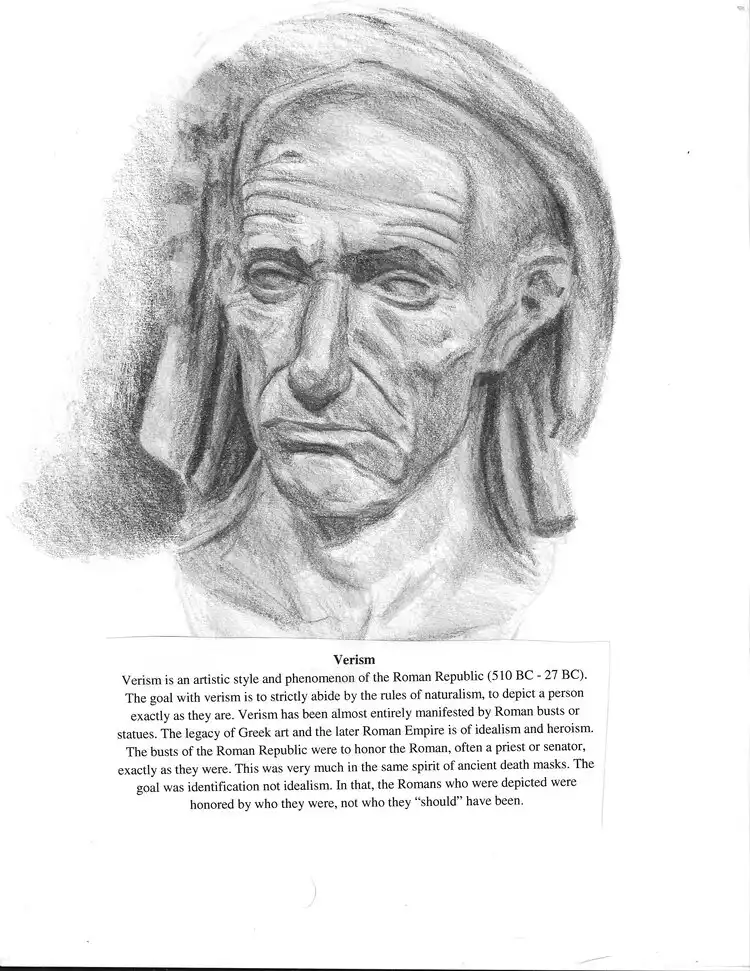 Verism
Verism is an artistic style and phenomenon of the Roman Republic (510 BC - 27 BC).
The goal with verism is to strictly abide by the rules of naturalism, to depict a person
exactly as they are. Verism has been almost entirely manifested by Roman busts or
statues. The legacy of Greek art and the later Roman Empire is of idealism and heroism.
The busts of the Roman Republic were to honor the Roman, often a priest or senator,
exactly as they were. This was very much in the same spirit of ancient death masks. The
goal was identification not idealism. In that, the Romans who were depicted were
honored by who they were, not who they “should” have been.